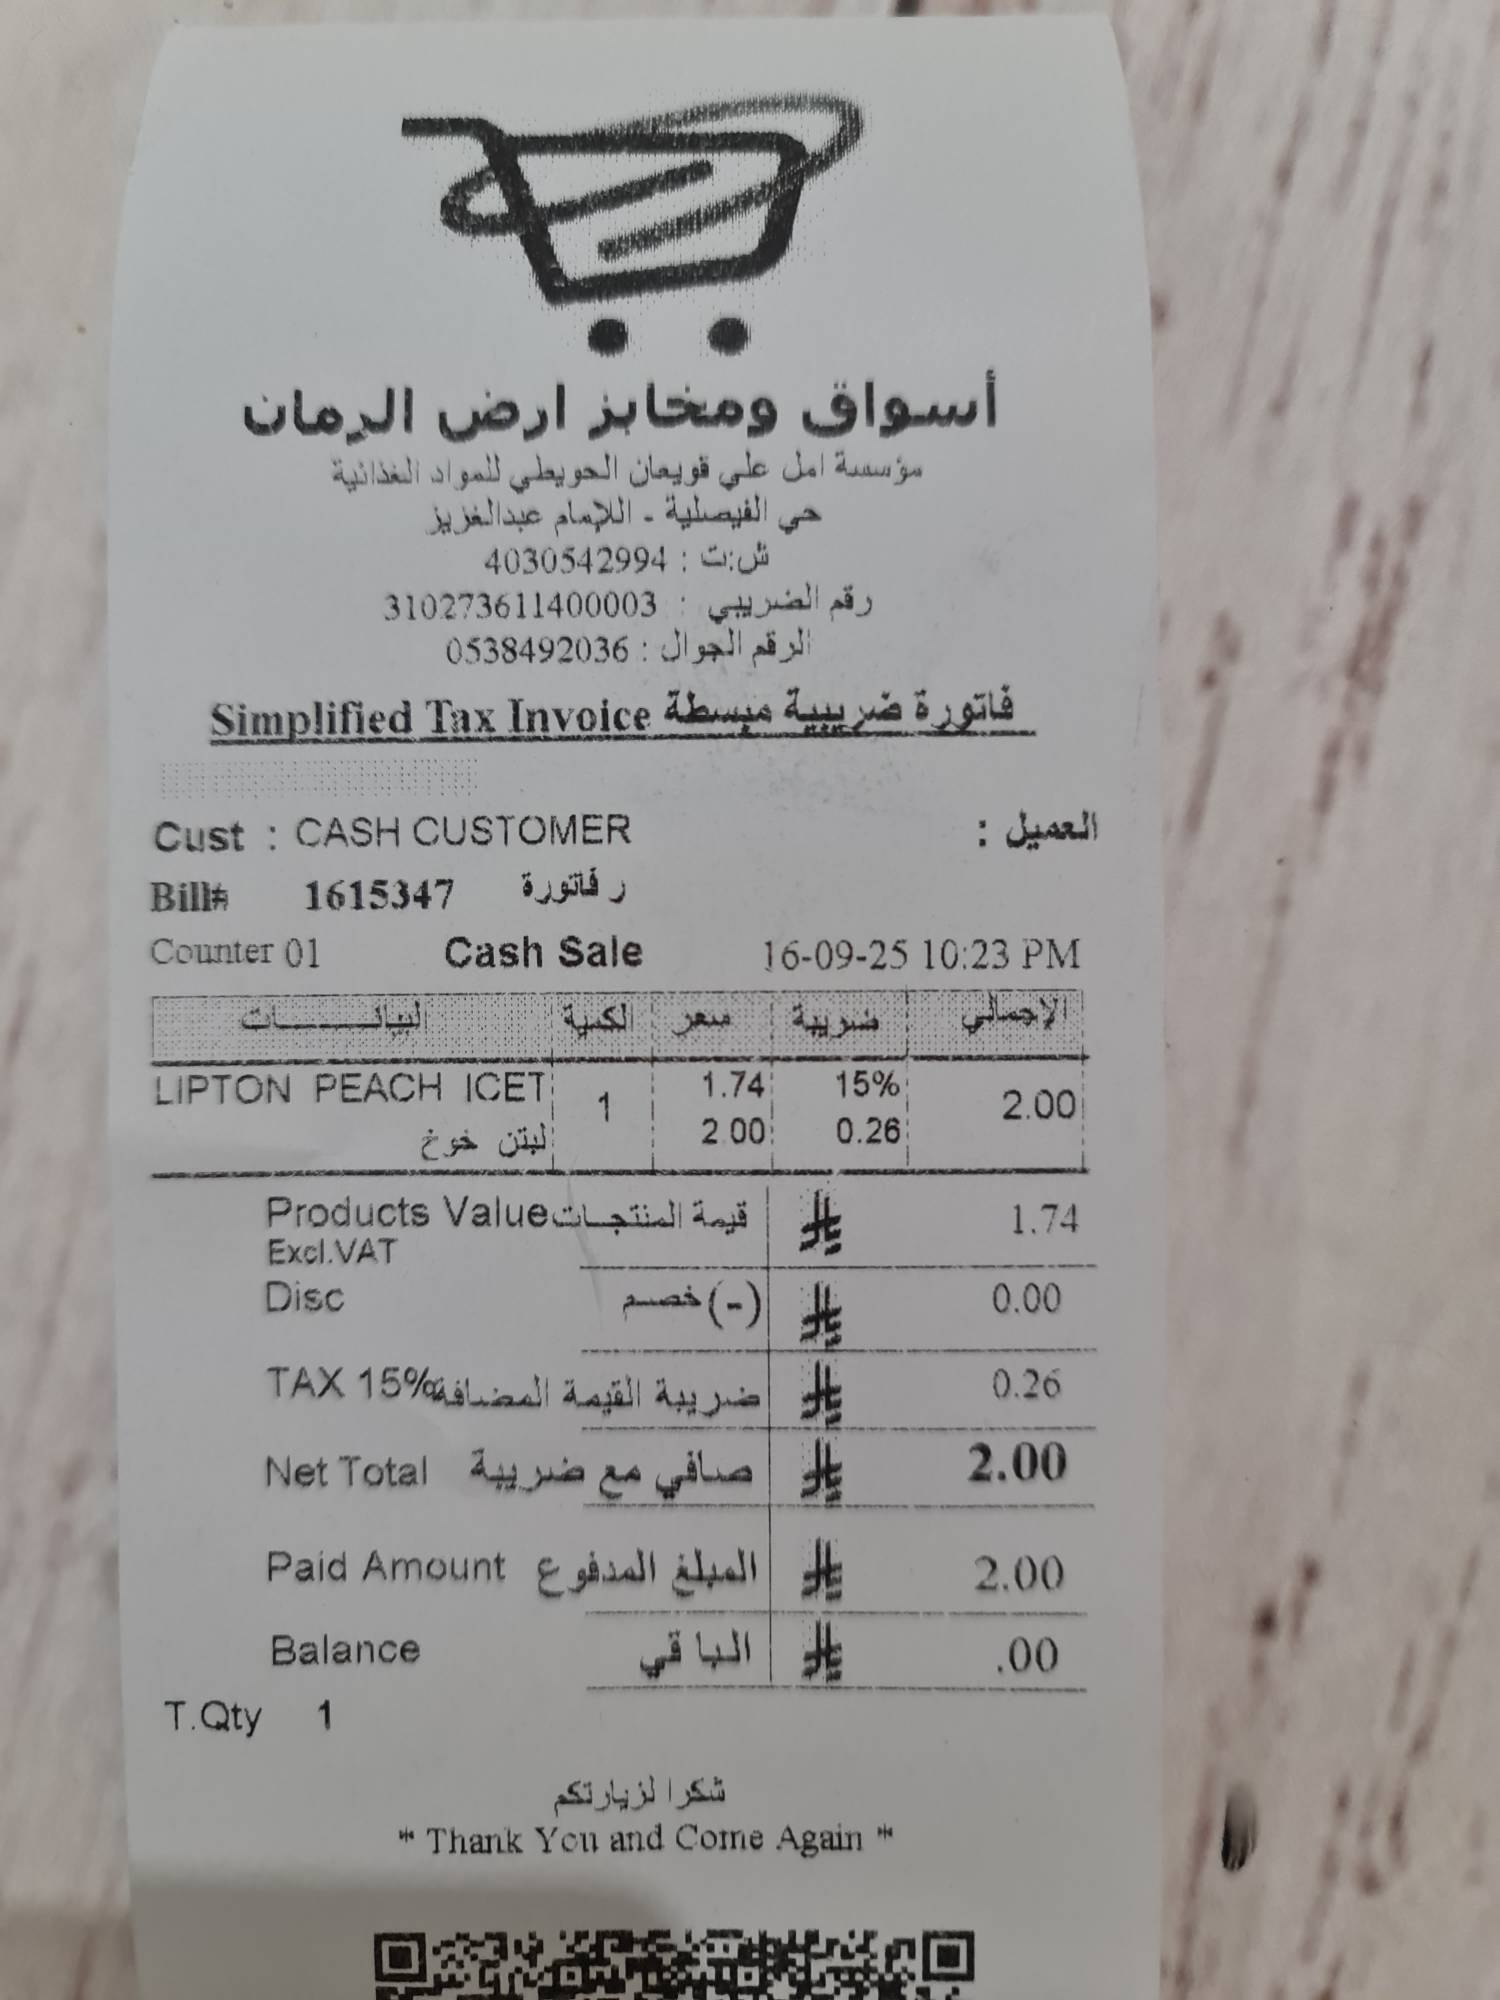 أسواق ومخابز ارض الرمان
مؤسسة امل علي قويعان الحويطي للمواد الغذائية
حي الفيصلية - اللإمام عبدالغزيز
ش:ت : 4030542994
رقم الضريبي : 310273611400003
الرقم الجوال : 0538492036
Simplified Tax Invoice فاتورة ضريبية مبسطة
Cust : CASH CUSTOMER العميل :
Bill# 1615347 ر فاتورة
Counter 01 Cash Sale 16-09-25 10:23 PM
لبيانـــــــات الكمية سعر ضريبة الإجمالي
LIPTON PEACH ICET 1 1.74 15% 2.00
لبتن خوخ 2.00 0.26
Products Value قيمة المنتجـات 1.74
Excl.VAT
Disc (-) خصم 0.00
TAX 15% ضريبة القيمة المضافة 0.26
Net Total صافي مع ضريبة 2.00
Paid Amount المبلغ المدفوع 2.00
Balance البا قي .00
T.Qty 1
شكرا لزيارتكم
* Thank You and Come Again *